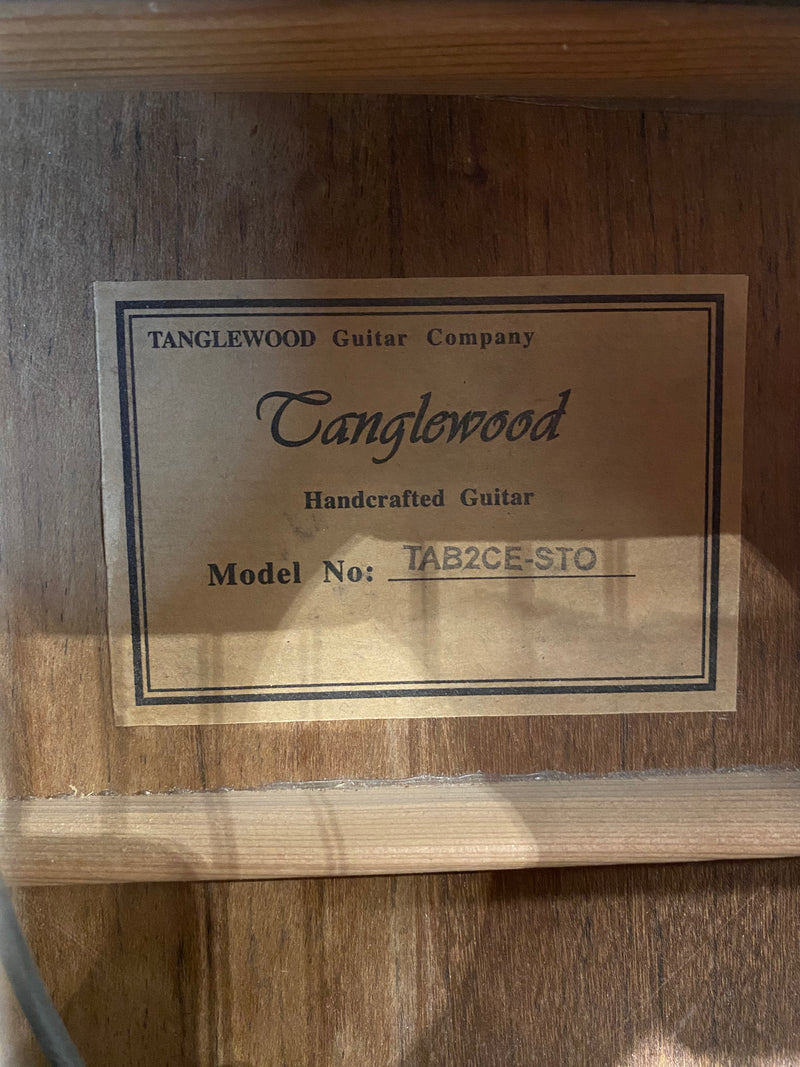 TANGLEWOOD Guitar Company
Tanglewood
Handcrafted Guitar
Model No: TAB2CE-STO